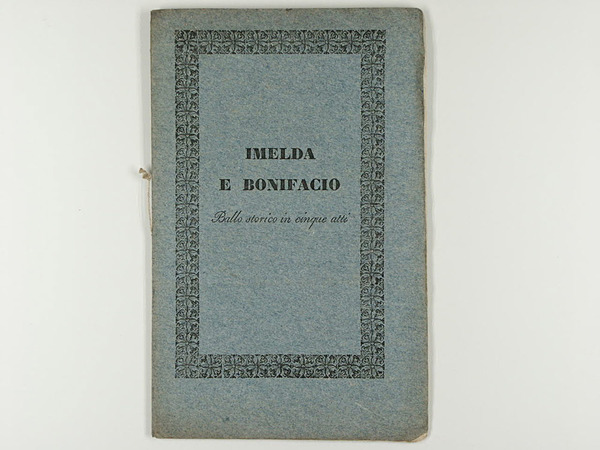 IMELDA
E BONIFACIO
Ballo storico in cinque atti